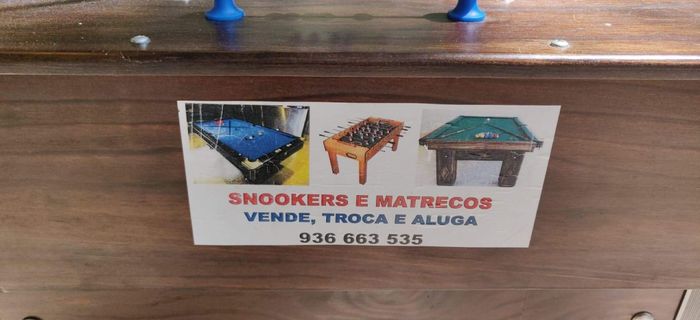 SNOOKERS E MATRECOS
VENDE, TROCA E ALUGA
936 663 535